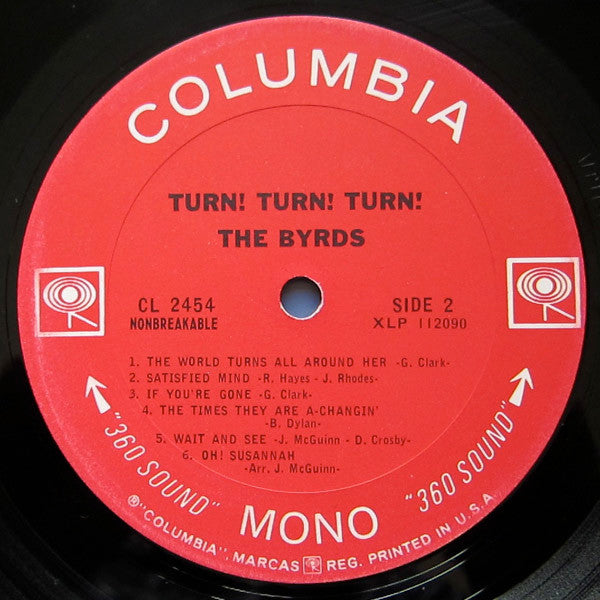 COLUMBIA
TURN! TURN! TURN!
THE BYRDS
CL 2454
NONBREAKABLE
SIDE 2
XLP 112090
1. THE WORLD TURNS ALL AROUND HER -G. Clark-
2. SATISFIED MIND -R. Hayes - J. Rhodes-
3. IF YOU'RE GONE -G. Clark-
4. THE TIMES THEY ARE A-CHANGIN'
-B. Dylan-
5. WAIT AND SEE -J. McGuinn - D. Crosby-
6. OH! SUSANNAH
-Arr. J. McGuinn-
"360 SOUND"
MONO
"360 SOUND"
®"COLUMBIA", MARCAS REG. PRINTED IN U.S.A.